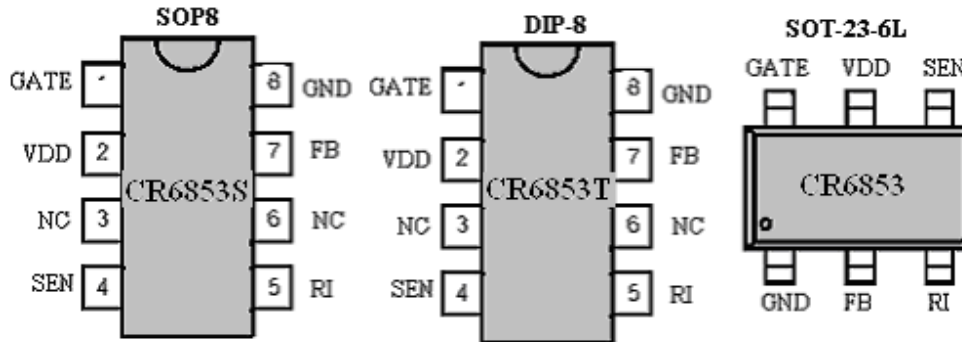 SOP8
GATE 1 8 GND
VDD 2 7 FB
CR6853S
NC 3 6 NC
SEN 4 5 RI
DIP-8
GATE 8 GND
VDD 2 7 FB
CR6853T
NC 3 6 NC
SEN 4 5 RI
SOT-23-6L
GATE VDD SEN
CR6853
GND FB RI